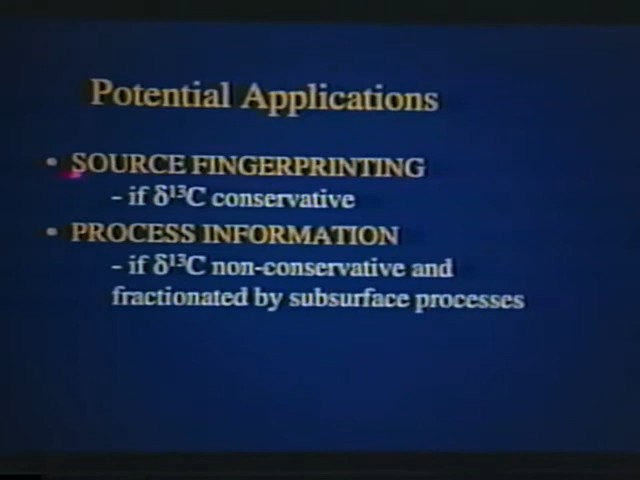 Potential Applications
• SOURCE FINGERPRINTING
- if δ¹³C conservative
• PROCESS INFORMATION
- if δ¹³C non-conservative and
fractionated by subsurface processes